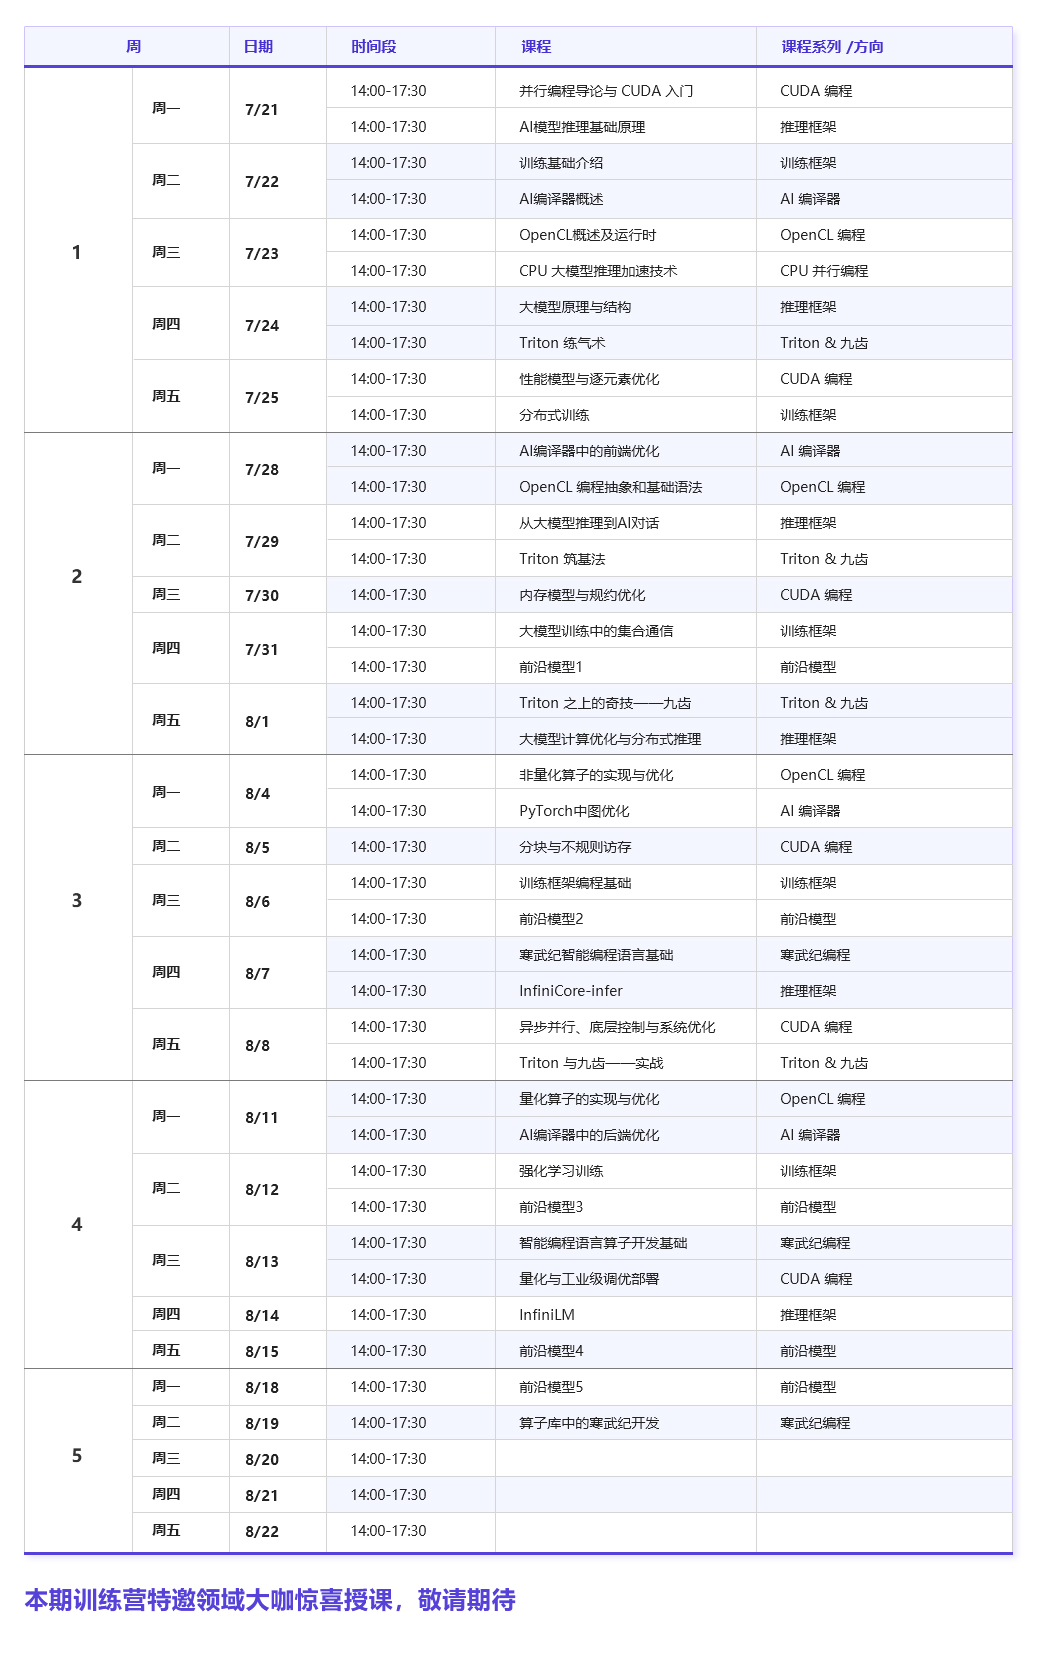 周 日期 时间段 课程 课程系列 /方向
1 周一 7/21 14:00-17:30 并行编程导论与 CUDA 入门 CUDA 编程
14:00-17:30 AI模型推理基础原理 推理框架
周二 7/22 14:00-17:30 训练基础介绍 训练框架
14:00-17:30 AI编译器概述 AI 编译器
周三 7/23 14:00-17:30 OpenCL概述及运行时 OpenCL 编程
14:00-17:30 CPU 大模型推理加速技术 CPU 并行编程
周四 7/24 14:00-17:30 大模型原理与结构 推理框架
14:00-17:30 Triton 练气术 Triton & 九齿
周五 7/25 14:00-17:30 性能模型与逐元素优化 CUDA 编程
14:00-17:30 分布式训练 训练框架
2 周一 7/28 14:00-17:30 AI编译器中的前端优化 AI 编译器
14:00-17:30 OpenCL 编程抽象和基础语法 OpenCL 编程
周二 7/29 14:00-17:30 从大模型推理到AI对话 推理框架
14:00-17:30 Triton 筑基法 Triton & 九齿
周三 7/30 14:00-17:30 内存模型与规约优化 CUDA 编程
周四 7/31 14:00-17:30 大模型训练中的集合通信 训练框架
14:00-17:30 前沿模型1 前沿模型
周五 8/1 14:00-17:30 Triton 之上的奇技——九齿 Triton & 九齿
14:00-17:30 大模型计算优化与分布式推理 推理框架
3 周一 8/4 14:00-17:30 非量化算子的实现与优化 OpenCL 编程
14:00-17:30 PyTorch中图优化 AI 编译器
周二 8/5 14:00-17:30 分块与不规则访存 CUDA 编程
周三 8/6 14:00-17:30 训练框架编程基础 训练框架
14:00-17:30 前沿模型2 前沿模型
周四 8/7 14:00-17:30 寒武纪智能编程语言基础 寒武纪编程
14:00-17:30 InfiniCore-infer 推理框架
周五 8/8 14:00-17:30 异步并行、底层控制与系统优化 CUDA 编程
14:00-17:30 Triton 与九齿——实战 Triton & 九齿
4 周一 8/11 14:00-17:30 量化算子的实现与优化 OpenCL 编程
14:00-17:30 AI编译器中的后端优化 AI 编译器
周二 8/12 14:00-17:30 强化学习训练 训练框架
14:00-17:30 前沿模型3 前沿模型
周三 8/13 14:00-17:30 智能编程语言算子开发基础 寒武纪编程
14:00-17:30 量化与工业级调优部署 CUDA 编程
周四 8/14 14:00-17:30 InfiniLM 推理框架
周五 8/15 14:00-17:30 前沿模型4 前沿模型
5 周一 8/18 14:00-17:30 前沿模型5 前沿模型
周二 8/19 14:00-17:30 算子库中的寒武纪开发 寒武纪编程
周三 8/20 14:00-17:30
周四 8/21 14:00-17:30
周五 8/22 14:00-17:30
本期训练营特邀领域大咖惊喜授课，敬请期待